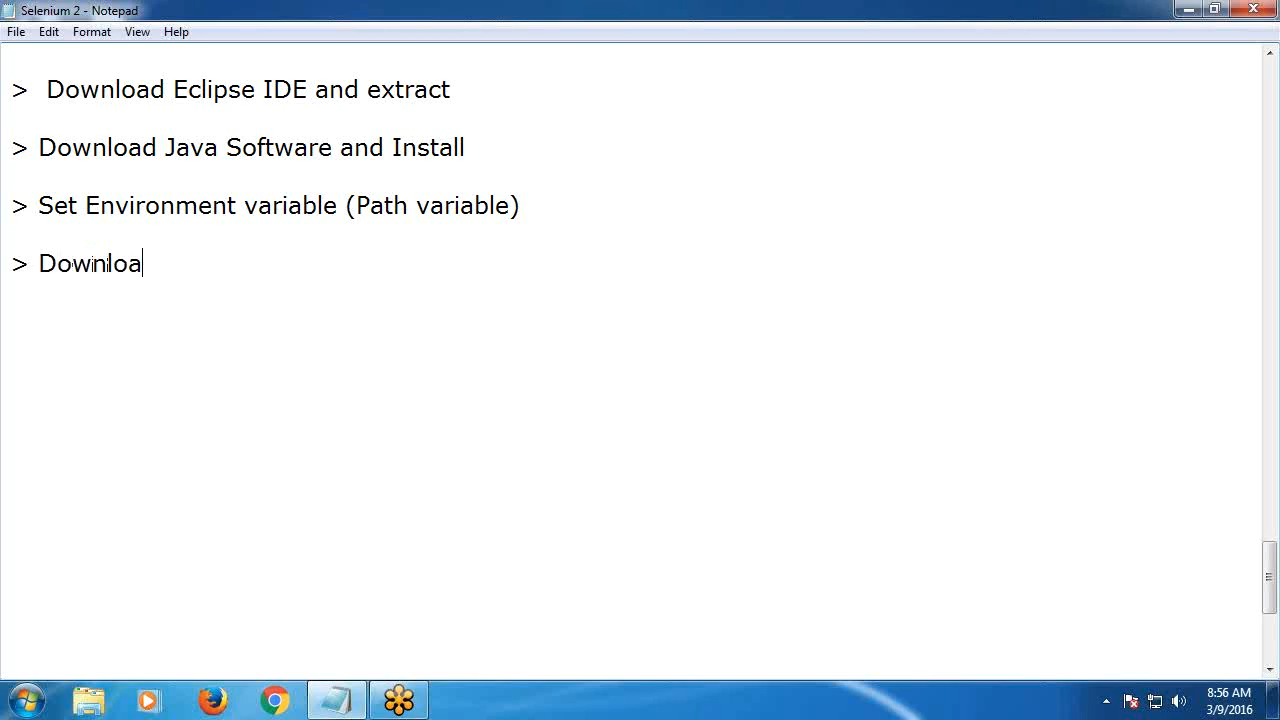 Selenium 2 - Notepad
File Edit Format View Help
> Download Eclipse IDE and extract
> Download Java Software and Install
> Set Environment variable (Path variable)
> Downloa
8:56 AM
3/9/2016